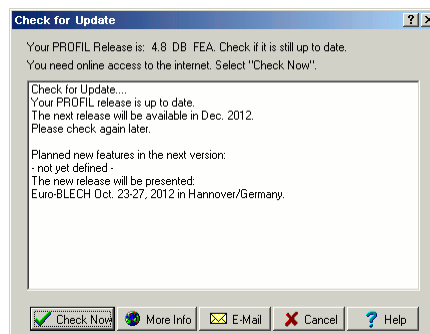 Check for Update
Your PROFIL Release is: 4.8 DB FEA. Check if it is still up to date.
You need online access to the internet. Select "Check Now".
Check for Update....
Your PROFIL release is up to date.
The next release will be available in Dec. 2012.
Please check again later.
Planned new features in the next version:
- not yet defined -
The new release will be presented:
Euro-BLECH Oct. 23-27, 2012 in Hannover/Germany.
Check Now More Info E-Mail Cancel Help